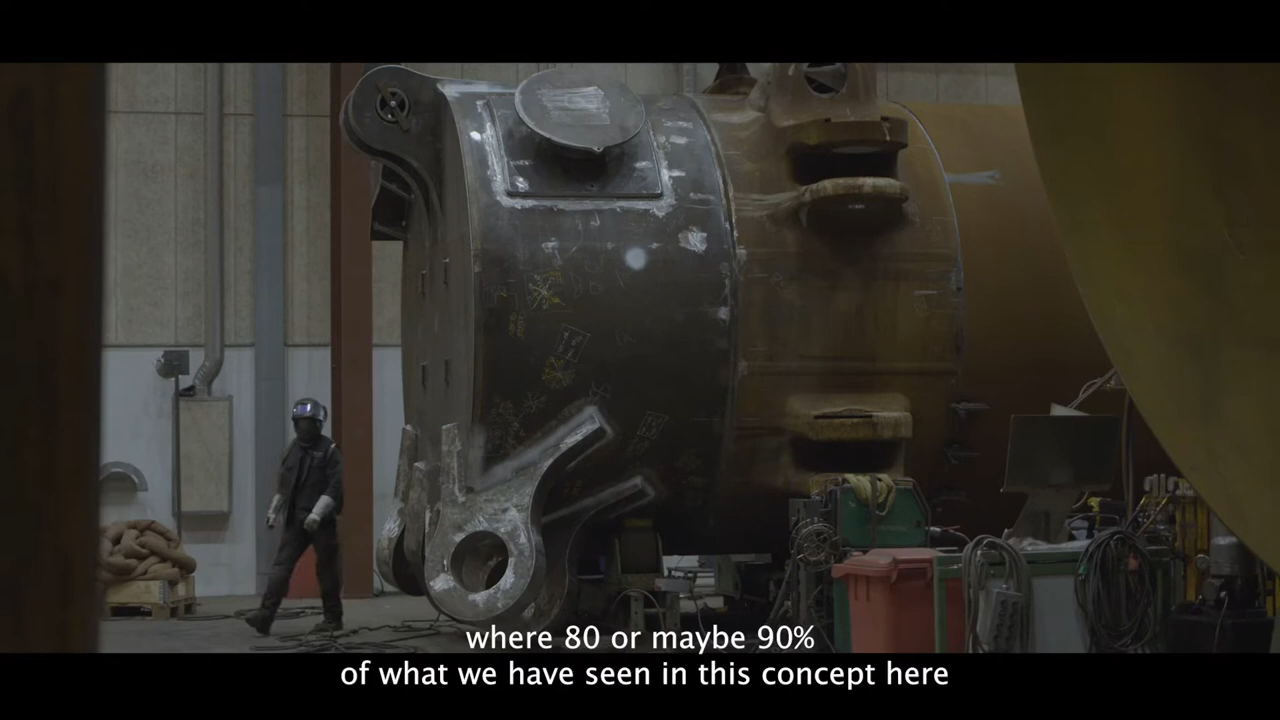 where 80 or maybe 90%
of what we have seen in this concept here